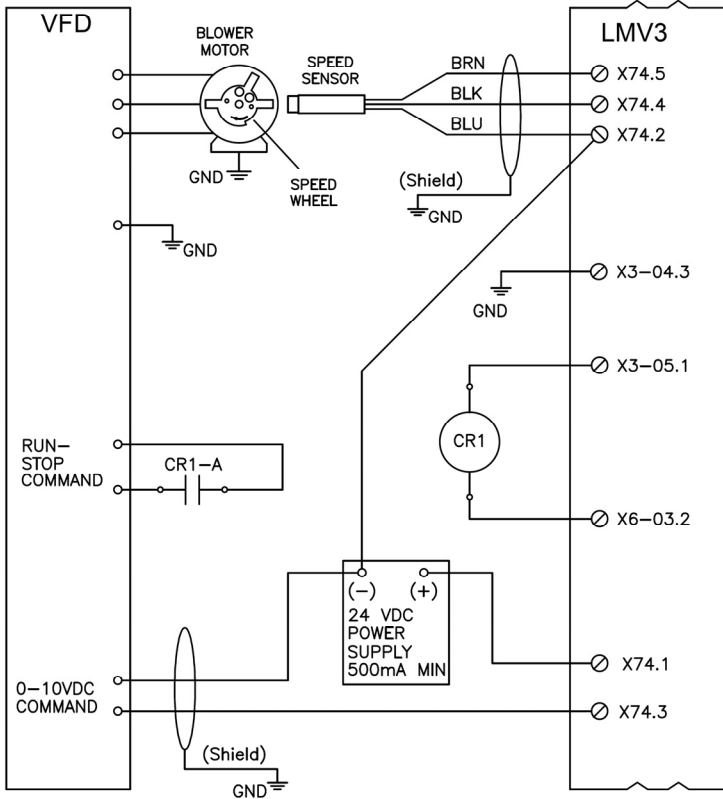 VFD
LMV3
BLOWER
MOTOR
SPEED
SENSOR
BRN
X74.5
BLK
X74.4
BLU
X74.2
GND
SPEED
WHEEL
(Shield)
GND
GND
X3-04.3
GND
X3-05.1
RUN-
STOP
COMMAND
CR1-A
CR1
X6-03.2
(-) (+)
24 VDC
POWER
SUPPLY
500mA MIN
X74.1
0-10VDC
COMMAND
X74.3
(Shield)
GND